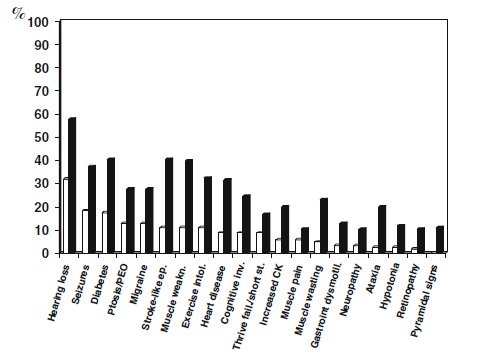 %
100
90
80
70
60
50
40
30
20
10
0
Hearing loss
Seizures
Diabetes
Ptosis/PEO
Migraine
Stroke-like ep.
Muscle weakn.
Exercise intol.
Heart disease
Cognitive inv.
Thrive fail/short st.
Increased CK
Muscle pain
Muscle wasting
Gastroint dysmotil.
Neuropathy
Ataxia
Hypotonia
Retinopathy
Pyramidal signs